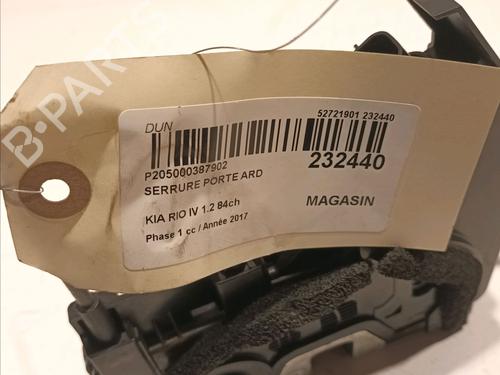 DUN
52721901 232440
P205000387902
232440
SERRURE PORTE ARD
KIA RIO IV 1.2 84ch
MAGASIN
Phase 1 cc / Année 2017
B-PARTS